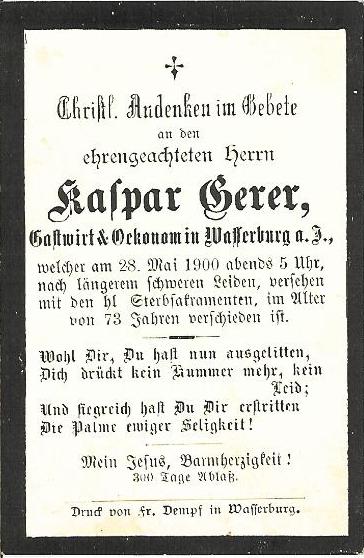 Christl. Andenken im Gebete
an den
ehrengeachteten Herrn
Kaspar Gerer,
Gastwirt & Oekonom in Wasserburg a. I.,
welcher am 28. Mai 1900 abends 5 Uhr,
nach längerem schweren Leiden, versehen
mit den hl Sterbsakramenten, im Alter
von 73 Jahren verschieden ist.
Wohl Dir, Du hast nun ausgelitten,
Dich drückt kein Kummer mehr, kein
Leid;
Und siegreich hast Du Dir erstritten
Die Palme ewiger Seligkeit!
Mein Jesus, Barmherzigkeit!
300 Tage Ablaß.
Druck von Fr. Dempf in Wasserburg.